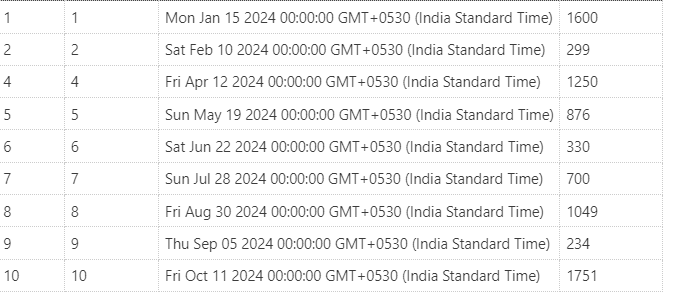 1 1 Mon Jan 15 2024 00:00:00 GMT+0530 (India Standard Time) 1600
2 2 Sat Feb 10 2024 00:00:00 GMT+0530 (India Standard Time) 299
4 4 Fri Apr 12 2024 00:00:00 GMT+0530 (India Standard Time) 1250
5 5 Sun May 19 2024 00:00:00 GMT+0530 (India Standard Time) 876
6 6 Sat Jun 22 2024 00:00:00 GMT+0530 (India Standard Time) 330
7 7 Sun Jul 28 2024 00:00:00 GMT+0530 (India Standard Time) 700
8 8 Fri Aug 30 2024 00:00:00 GMT+0530 (India Standard Time) 1049
9 9 Thu Sep 05 2024 00:00:00 GMT+0530 (India Standard Time) 234
10 10 Fri Oct 11 2024 00:00:00 GMT+0530 (India Standard Time) 1751